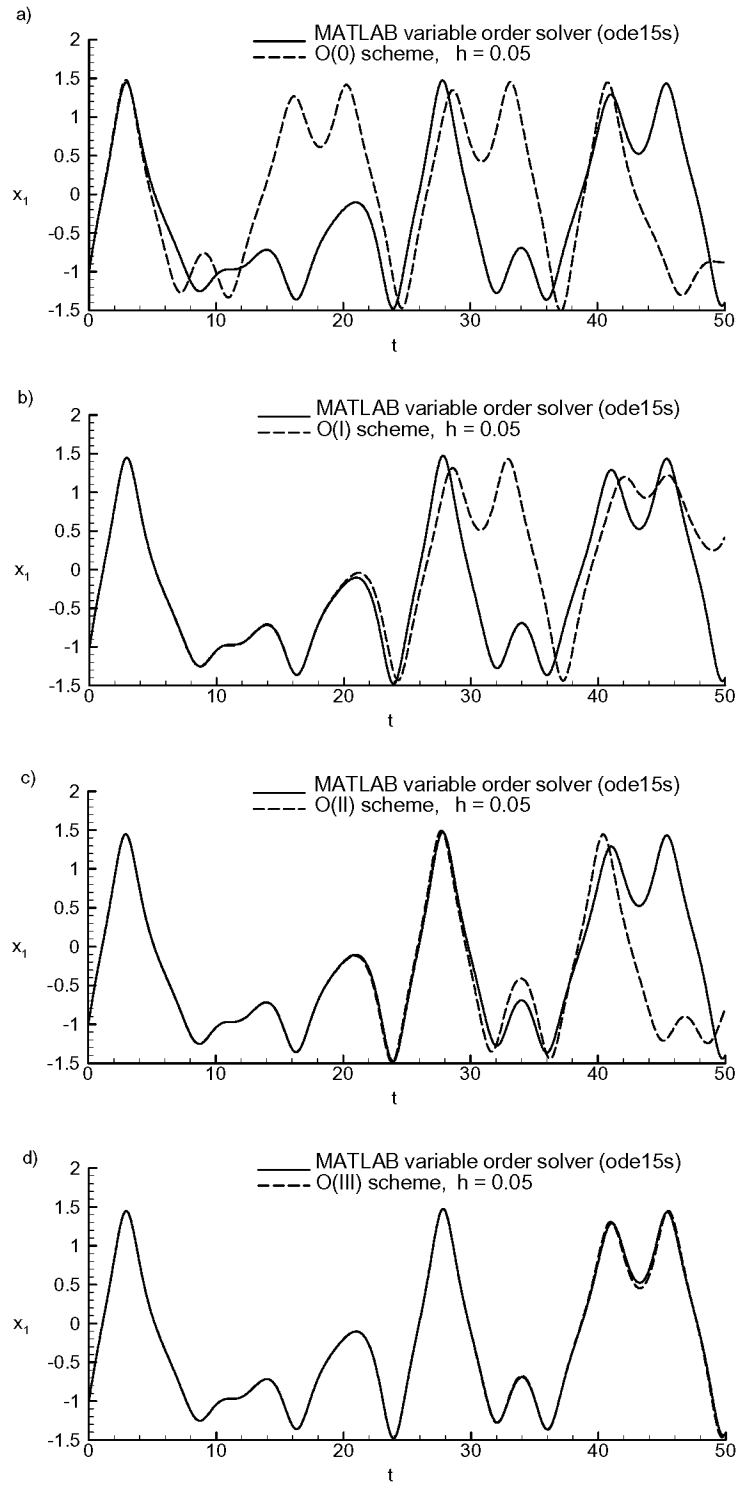 a)
MATLAB variable order solver (ode15s)
O(0) scheme, h = 0.05
2
1.5
1
0.5
0
-0.5
-1
-1.5
x1
0 10 20 30 40 50
t
b)
MATLAB variable order solver (ode15s)
O(I) scheme, h = 0.05
2
1.5
1
0.5
0
-0.5
-1
-1.5
x1
0 10 20 30 40 50
t
c)
MATLAB variable order solver (ode15s)
O(II) scheme, h = 0.05
2
1.5
1
0.5
0
-0.5
-1
-1.5
x1
0 10 20 30 40 50
t
d)
MATLAB variable order solver (ode15s)
O(III) scheme, h = 0.05
2
1.5
1
0.5
0
-0.5
-1
-1.5
x1
0 10 20 30 40 50
t